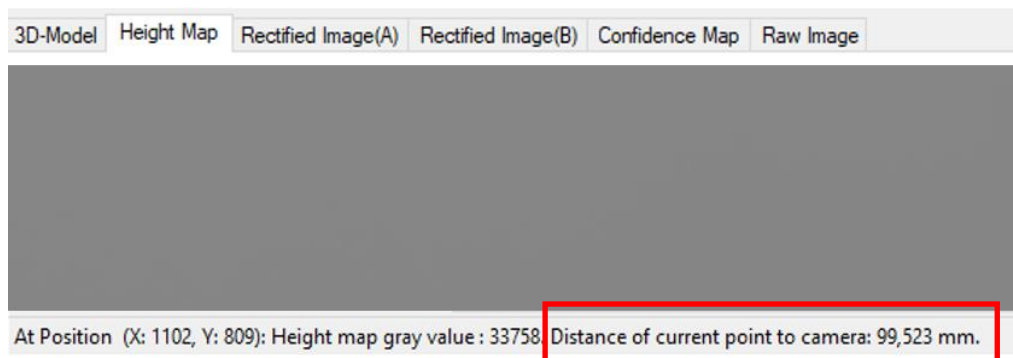 3D-Model Height Map Rectified Image(A) Rectified Image(B) Confidence Map Raw Image
At Position (X: 1102, Y: 809): Height map gray value : 33758. Distance of current point to camera: 99,523 mm.